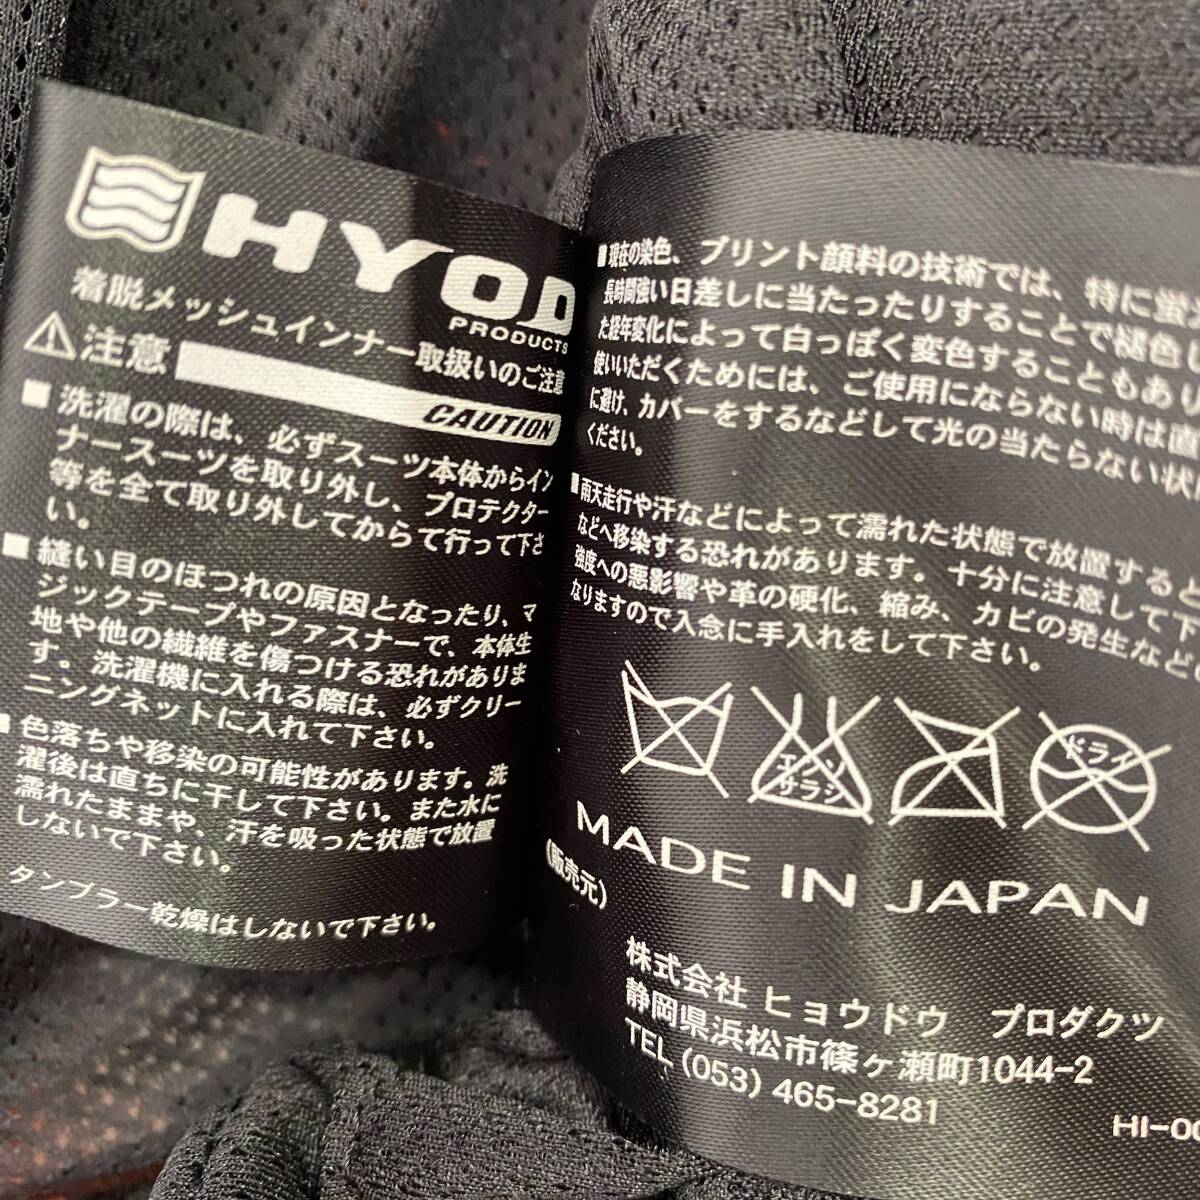 HYOD
PRODUCTS
着脱メッシュインナー取扱いのご注意
注意
CAUTION
■洗濯の際は、必ずスーツ本体からイン
ナースーツを取り外し、プロテクター
等を全て取り外してからて行って下さ
い。
■縫い目のほつれの原因となったり、マ
ジックテープやファスナーで、本体生
地や他の繊維を傷つける恐れがありま
す。洗濯機に入れる際は、必ずクリー
ニングネットに入れて下さい。
■色落ちや移染の可能性があります。洗
濯後は直ちに干して下さい。また水に
濡れたままや、汗を吸った状態で放置
しないで下さい。
タンブラー乾燥はしないで下さい。
■現在の染色、プリント顔料の技術では、特に蛍
長時間強い日差しに当たったりすることで褪色
た経年変化によって白っぽく変色することもあり
使いいただくためには、ご使用にならない時は直
に避け、カバーをするなどして光の当たらない状
ください。
■雨天走行や汗などによって濡れた状態で放置すると
などへ移染する恐れがあります。十分に注意して下
強度への悪影響や革の硬化、縮み、カビの発生など
なりますので入念に手入れをして下さい。
エンソ
サラシ
ドライ
MADE IN JAPAN
(販売元)
株式会社 ヒョウドウ プロダクツ
静岡県浜松市篠ヶ瀬町1044-2
TEL (053) 465-8281
HI-00